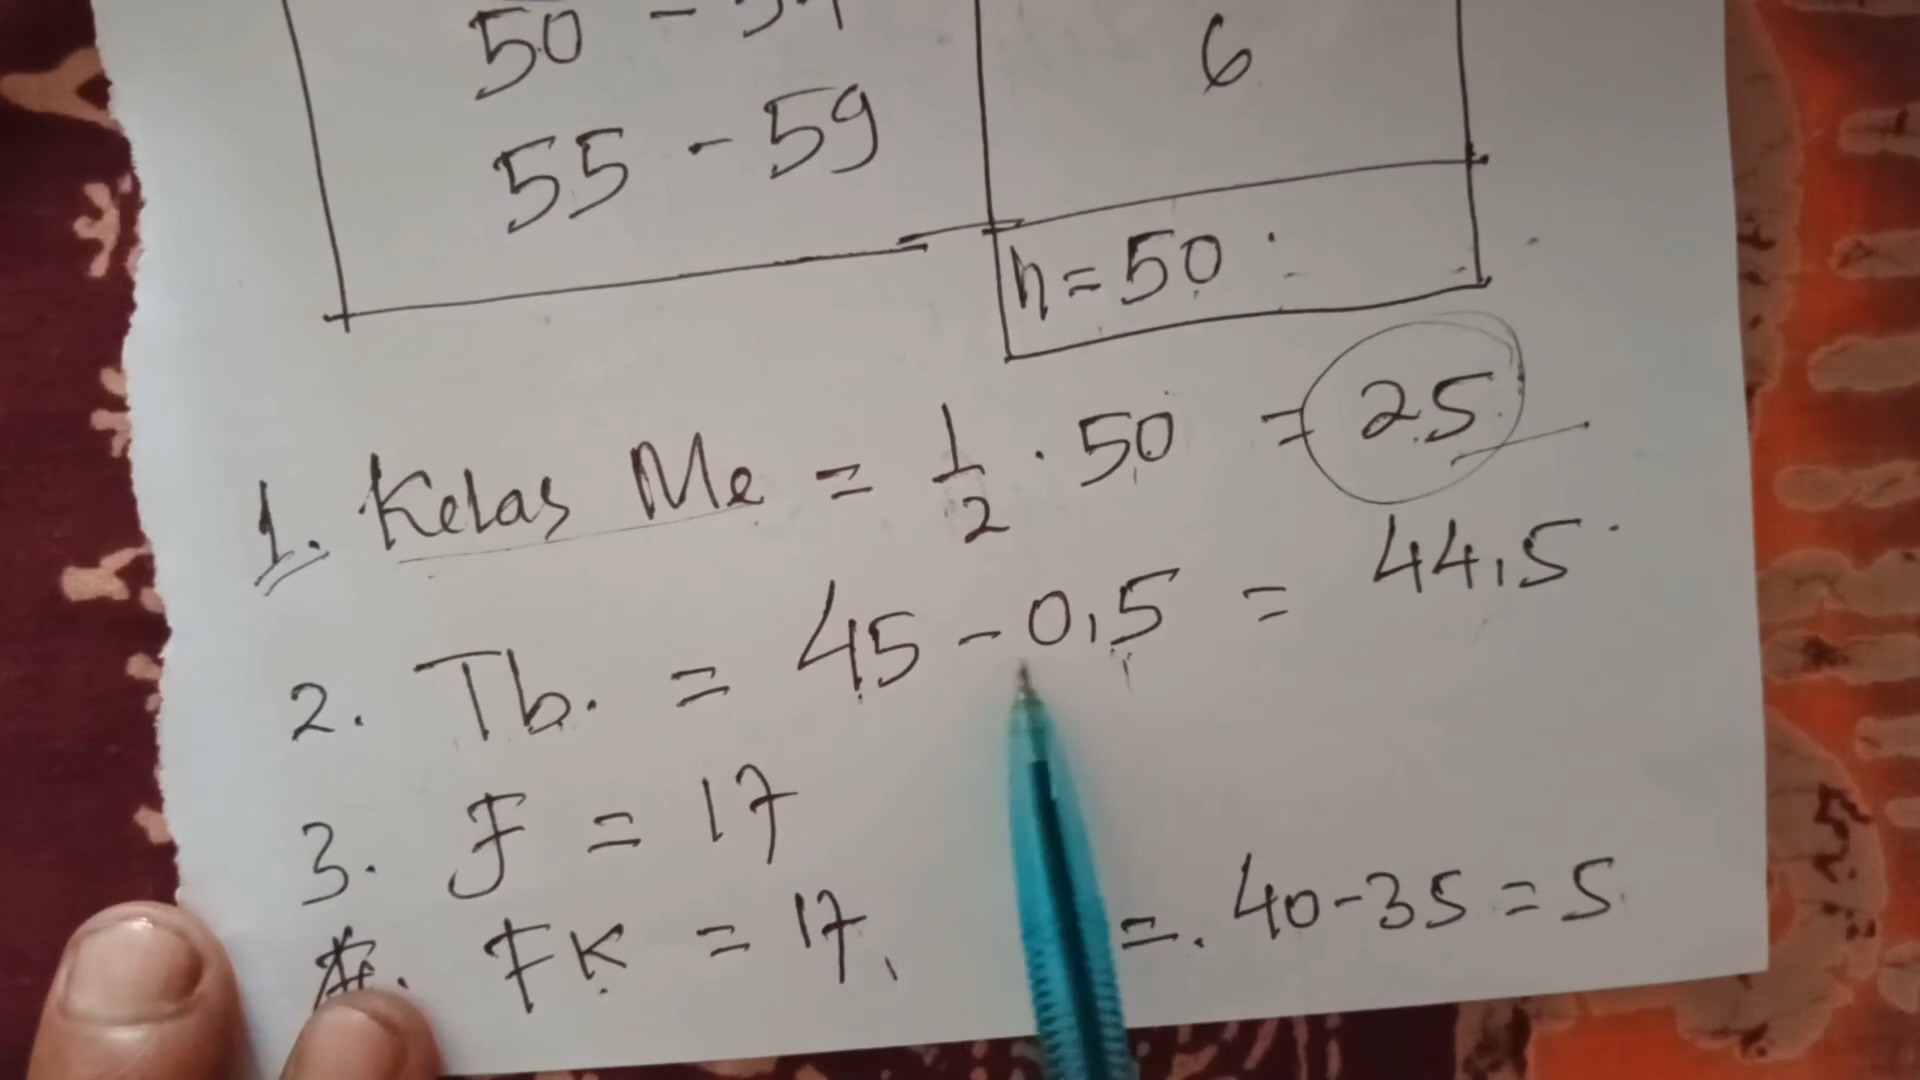 50 -
6
55 - 59
n = 50
1. Kelas Me = 1/2 . 50 = 25
2. Tb. = 45 - 0,5 = 44,5
3. F = 17
FK = 17, =. 40-35 = 5